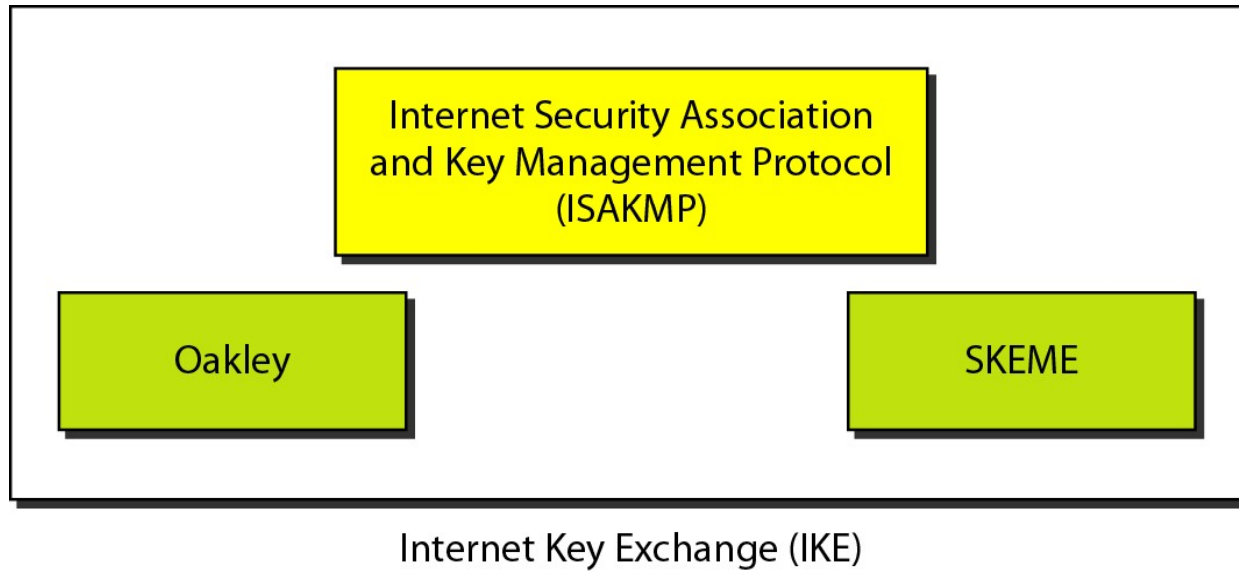 Internet Security Association
and Key Management Protocol
(ISAKMP)
Oakley
SKEME
Internet Key Exchange (IKE)